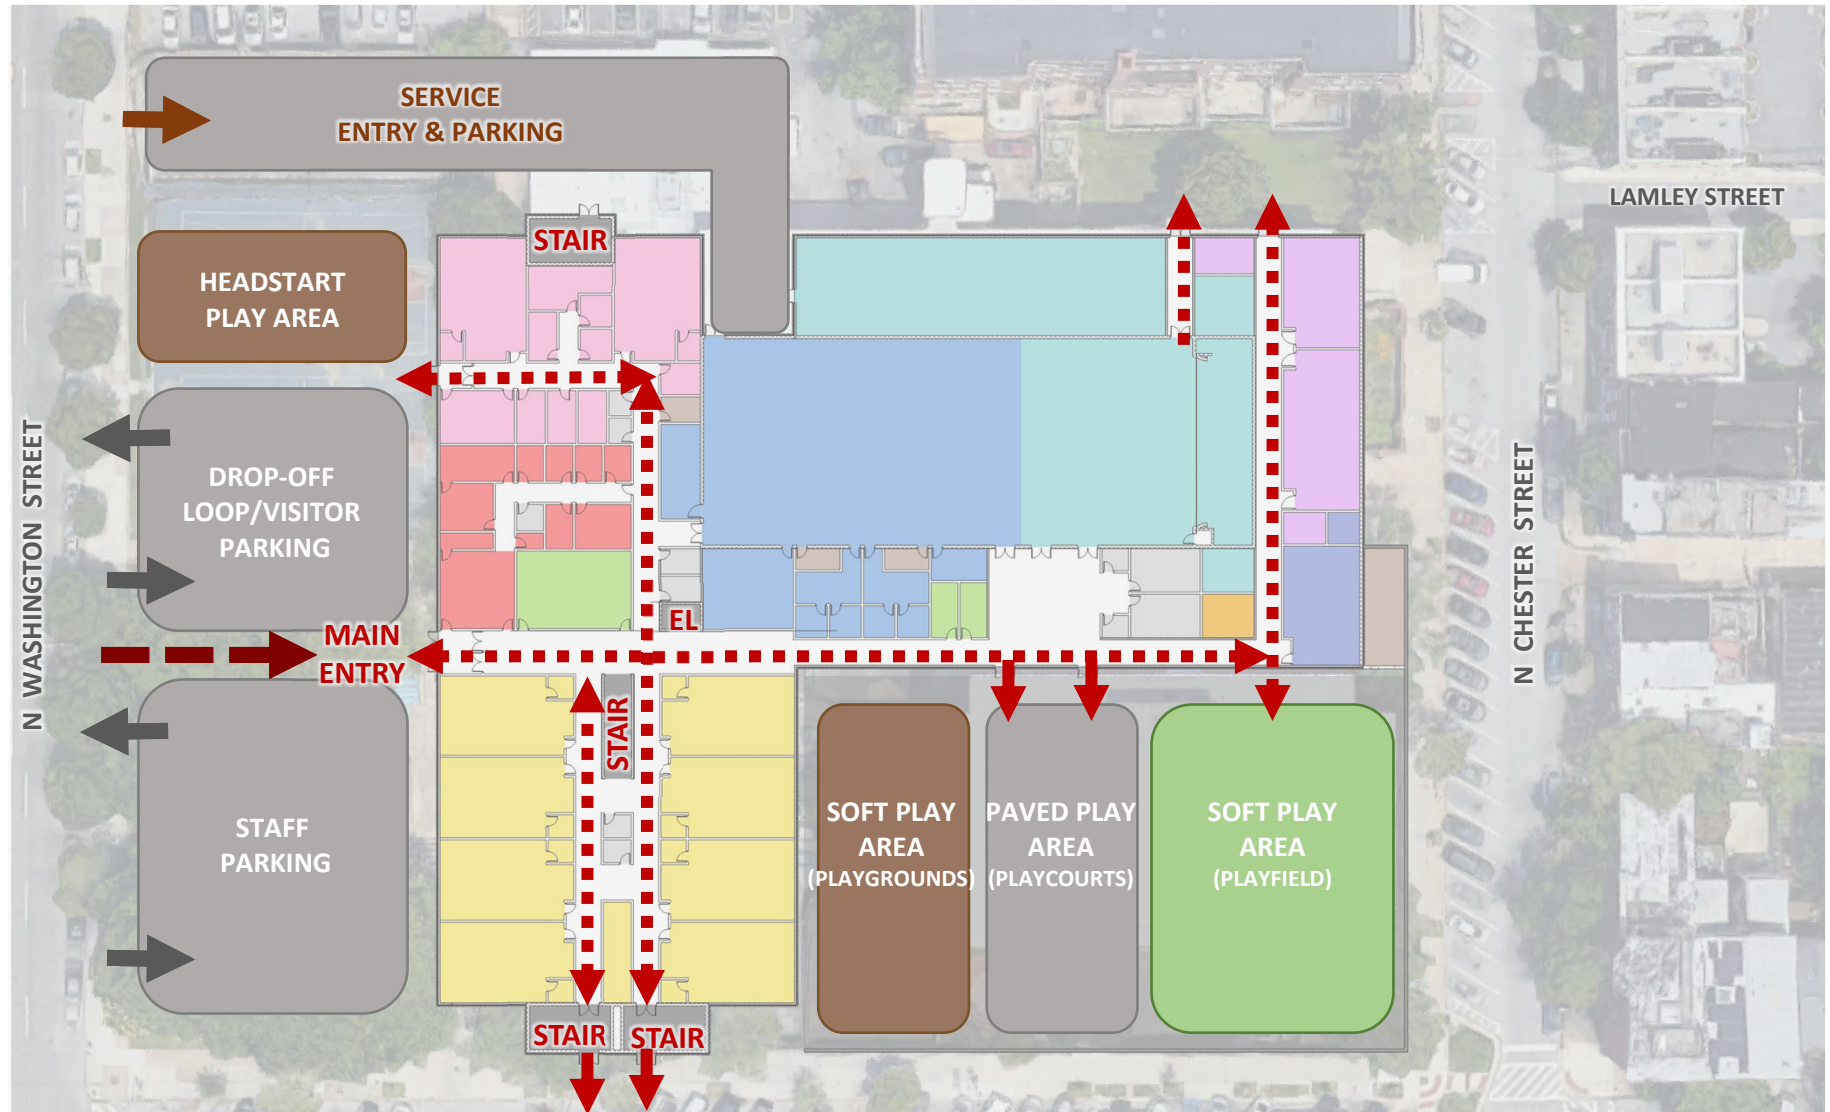 SERVICE
ENTRY & PARKING
LAMLEY STREET
STAIR
HEADSTART
PLAY AREA
N WASHINGTON STREET
DROP-OFF
LOOP/VISITOR
PARKING
N CHESTER STREET
EL
MAIN
ENTRY
STAIR
STAFF
PARKING
SOFT PLAY
AREA
(PLAYGROUNDS)
PAVED PLAY
AREA
(PLAYCOURTS)
SOFT PLAY
AREA
(PLAYFIELD)
STAIR
STAIR